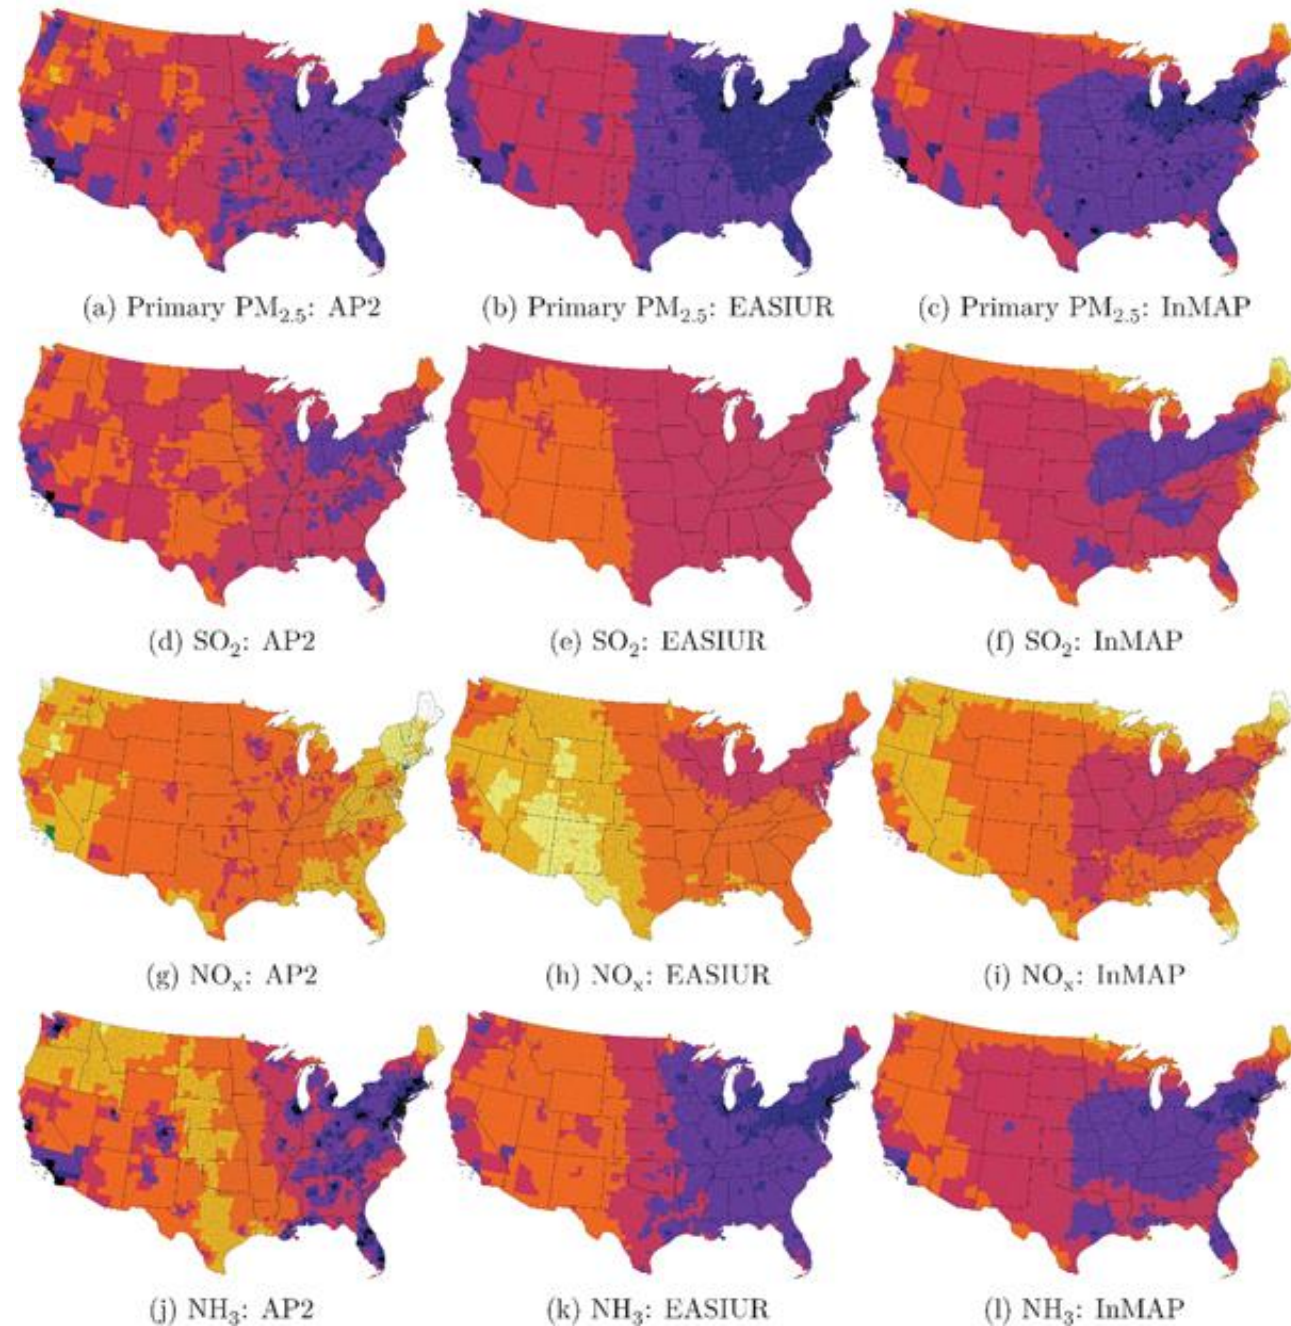 (a) Primary PM₂.₅: AP2
(b) Primary PM₂.₅: EASIUR
(c) Primary PM₂.₅: InMAP
(d) SO₂: AP2
(e) SO₂: EASIUR
(f) SO₂: InMAP
(g) NOₓ: AP2
(h) NOₓ: EASIUR
(i) NOₓ: InMAP
(j) NH₃: AP2
(k) NH₃: EASIUR
(l) NH₃: InMAP